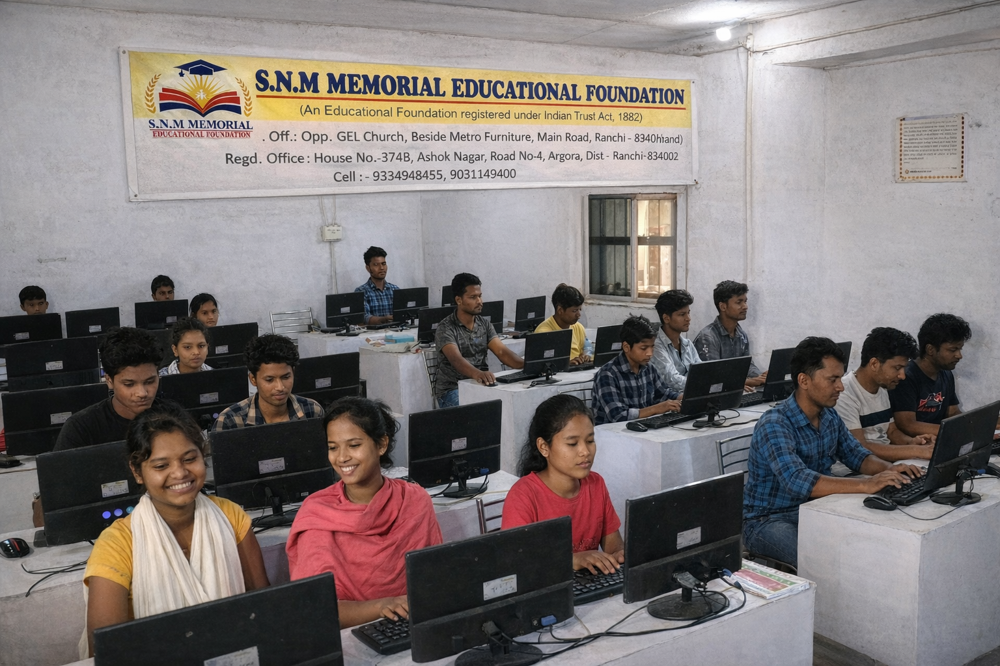 S.N.M MEMORIAL EDUCATIONAL FOUNDATION
(An Educational Foundation registered under Indian Trust Act, 1882)
S.N.M MEMORIAL
EDUCATIONAL FOUNDATION
. Off.: Opp. GEL Church, Beside Metro Furniture, Main Road, Ranchi - 8340
Regd. Office : House No.-374B, Ashok Nagar, Road No-4, Argora, Dist - Ranchi-834002
Cell : - 9334948455, 9031149400